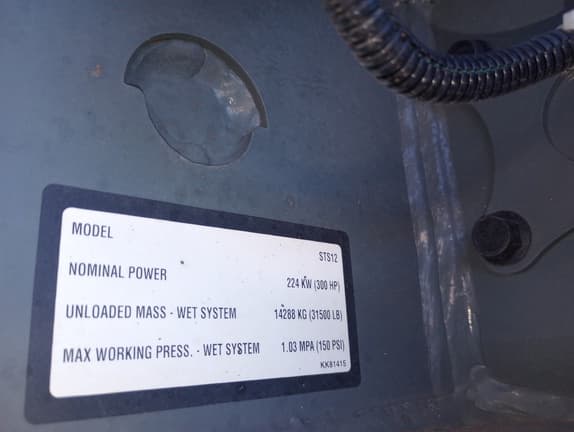 MODEL STS12
NOMINAL POWER 224 KW (300 HP)
UNLOADED MASS - WET SYSTEM 14288 KG (31500 LB)
MAX WORKING PRESS. - WET SYSTEM 1.03 MPA (150 PSI)
KK81415